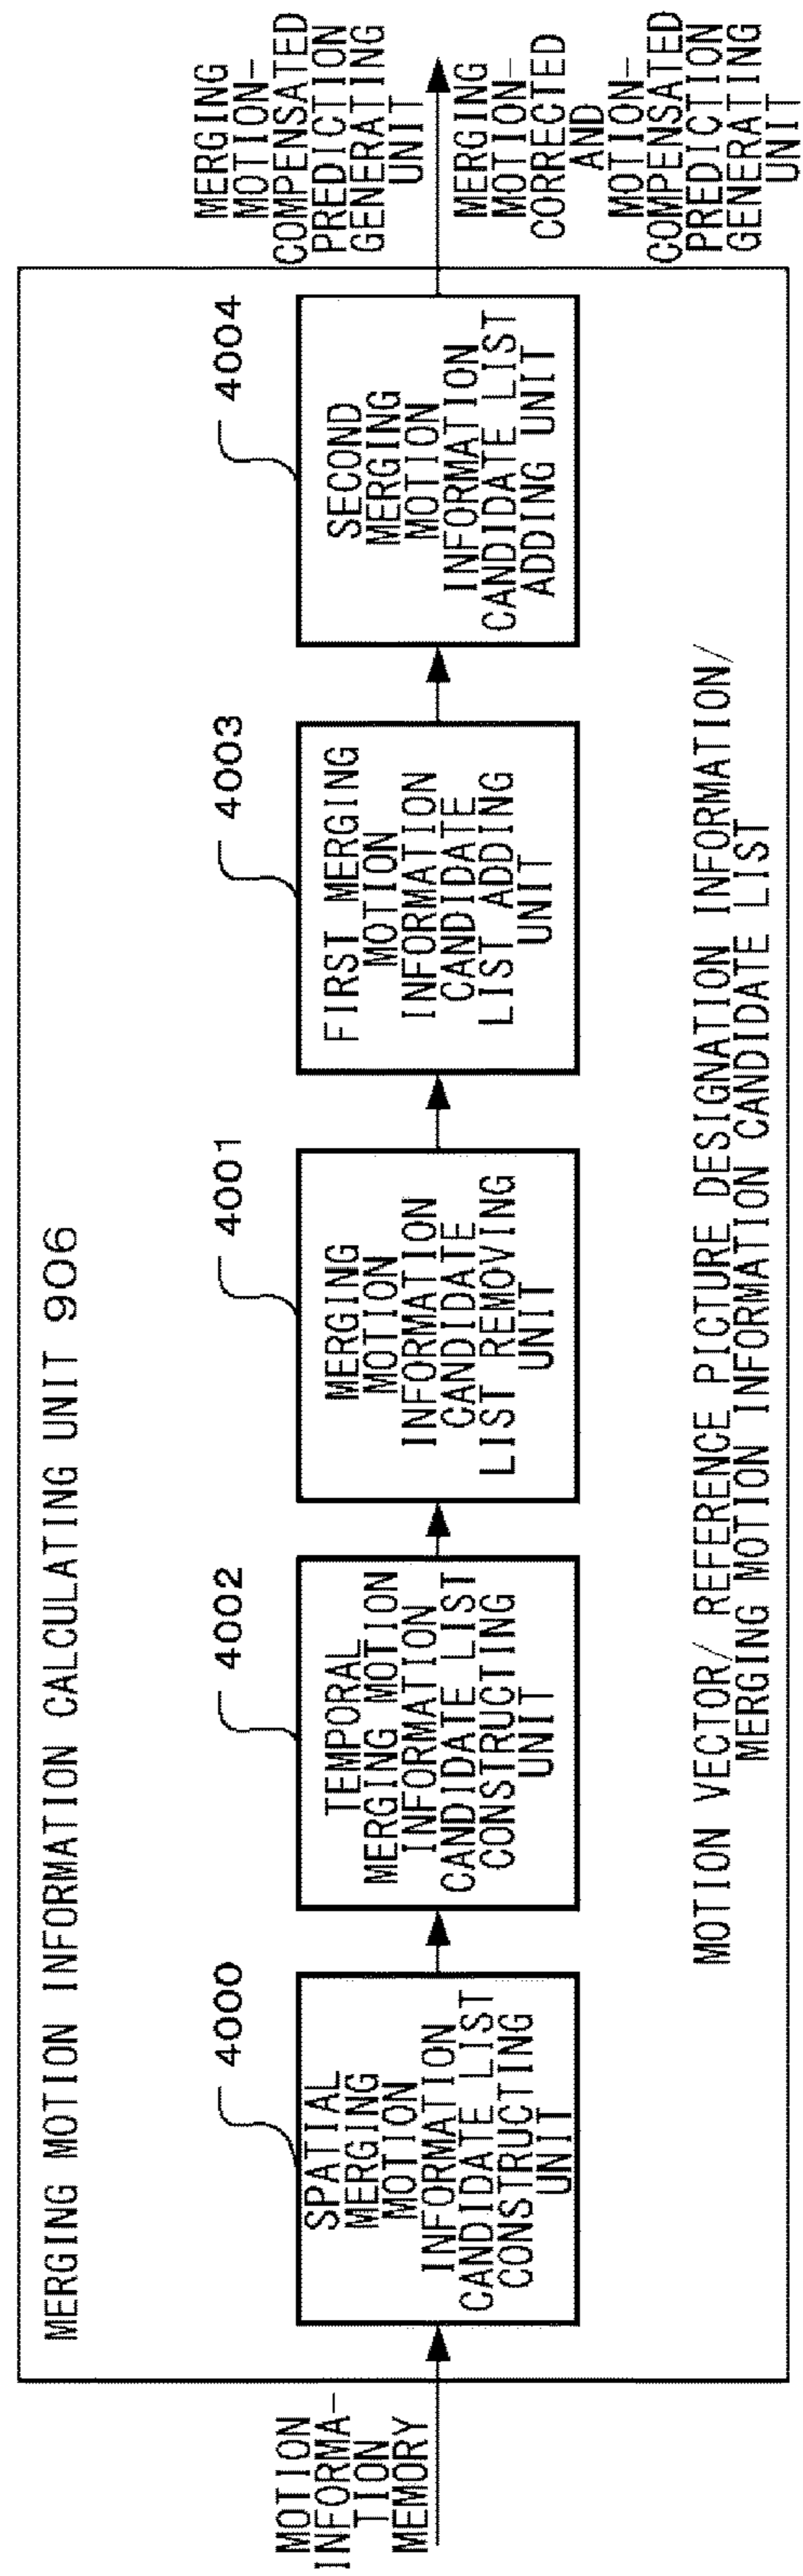 MERGING MOTION INFORMATION CALCULATING UNIT 906
MOTION
INFORMA-
TION
MEMORY
4000
SPATIAL
MERGING
MOTION
INFORMATION
CANDIDATE LIST
CONSTRUCTING
UNIT
4002
TEMPORAL
MERGING MOTION
INFORMATION
CANDIDATE LIST
CONSTRUCTING
UNIT
4001
MERGING
MOTION
INFORMATION
CANDIDATE
LIST REMOVING
UNIT
4003
FIRST MERGING
MOTION
INFORMATION
CANDIDATE
LIST ADDING
UNIT
4004
SECOND
MERGING
MOTION
INFORMATION
CANDIDATE LIST
ADDING UNIT
MERGING
MOTION-
COMPENSATED
PREDICTION
GENERATING
UNIT
MERGING
MOTION-
CORRECTED
AND
MOTION-
COMPENSATED
PREDICTION
GENERATING
UNIT
MOTION VECTOR/ REFERENCE PICTURE DESIGNATION INFORMATION/
MERGING MOTION INFORMATION CANDIDATE LIST